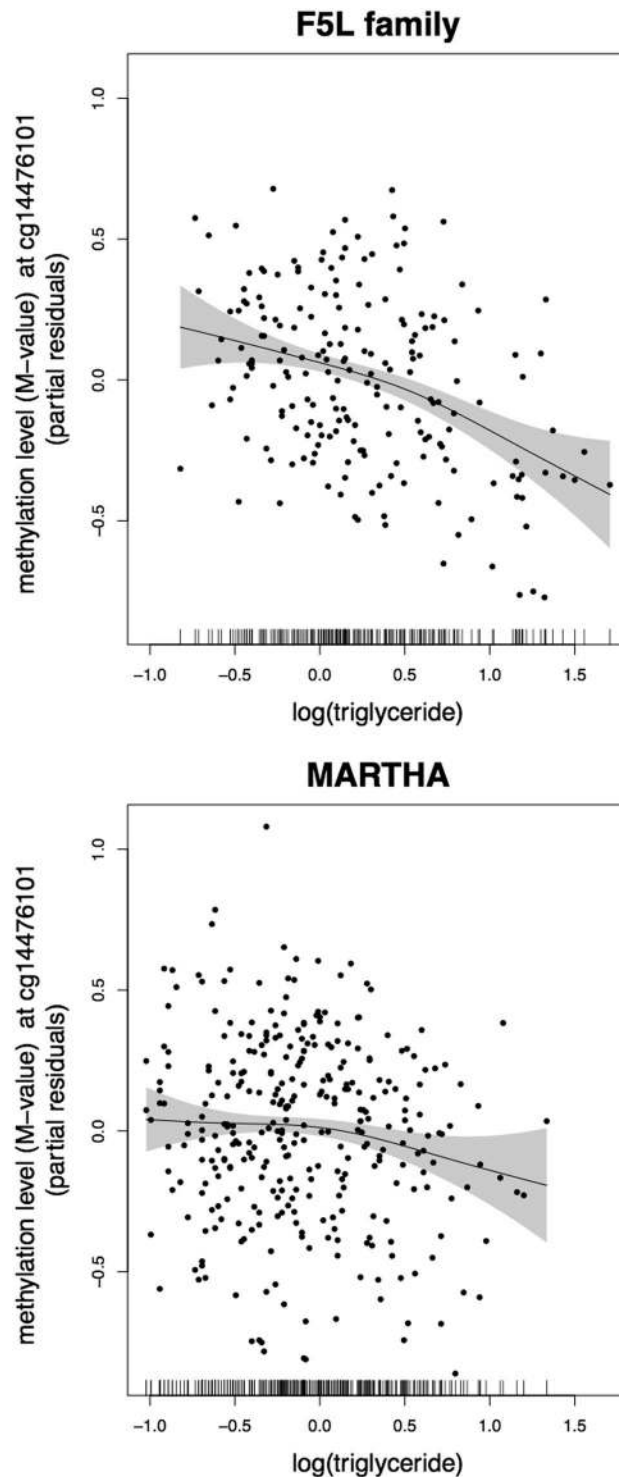 F5L family
methylation level (M−value)  at cg14476101
(partial residuals)
1.0
0.5
0.0
−0.5
−1.0 −0.5 0.0 0.5 1.0 1.5
log(triglyceride)
MARTHA
methylation level (M−value)  at cg14476101
(partial residuals)
1.0
0.5
0.0
−0.5
−1.0 −0.5 0.0 0.5 1.0 1.5
log(triglyceride)